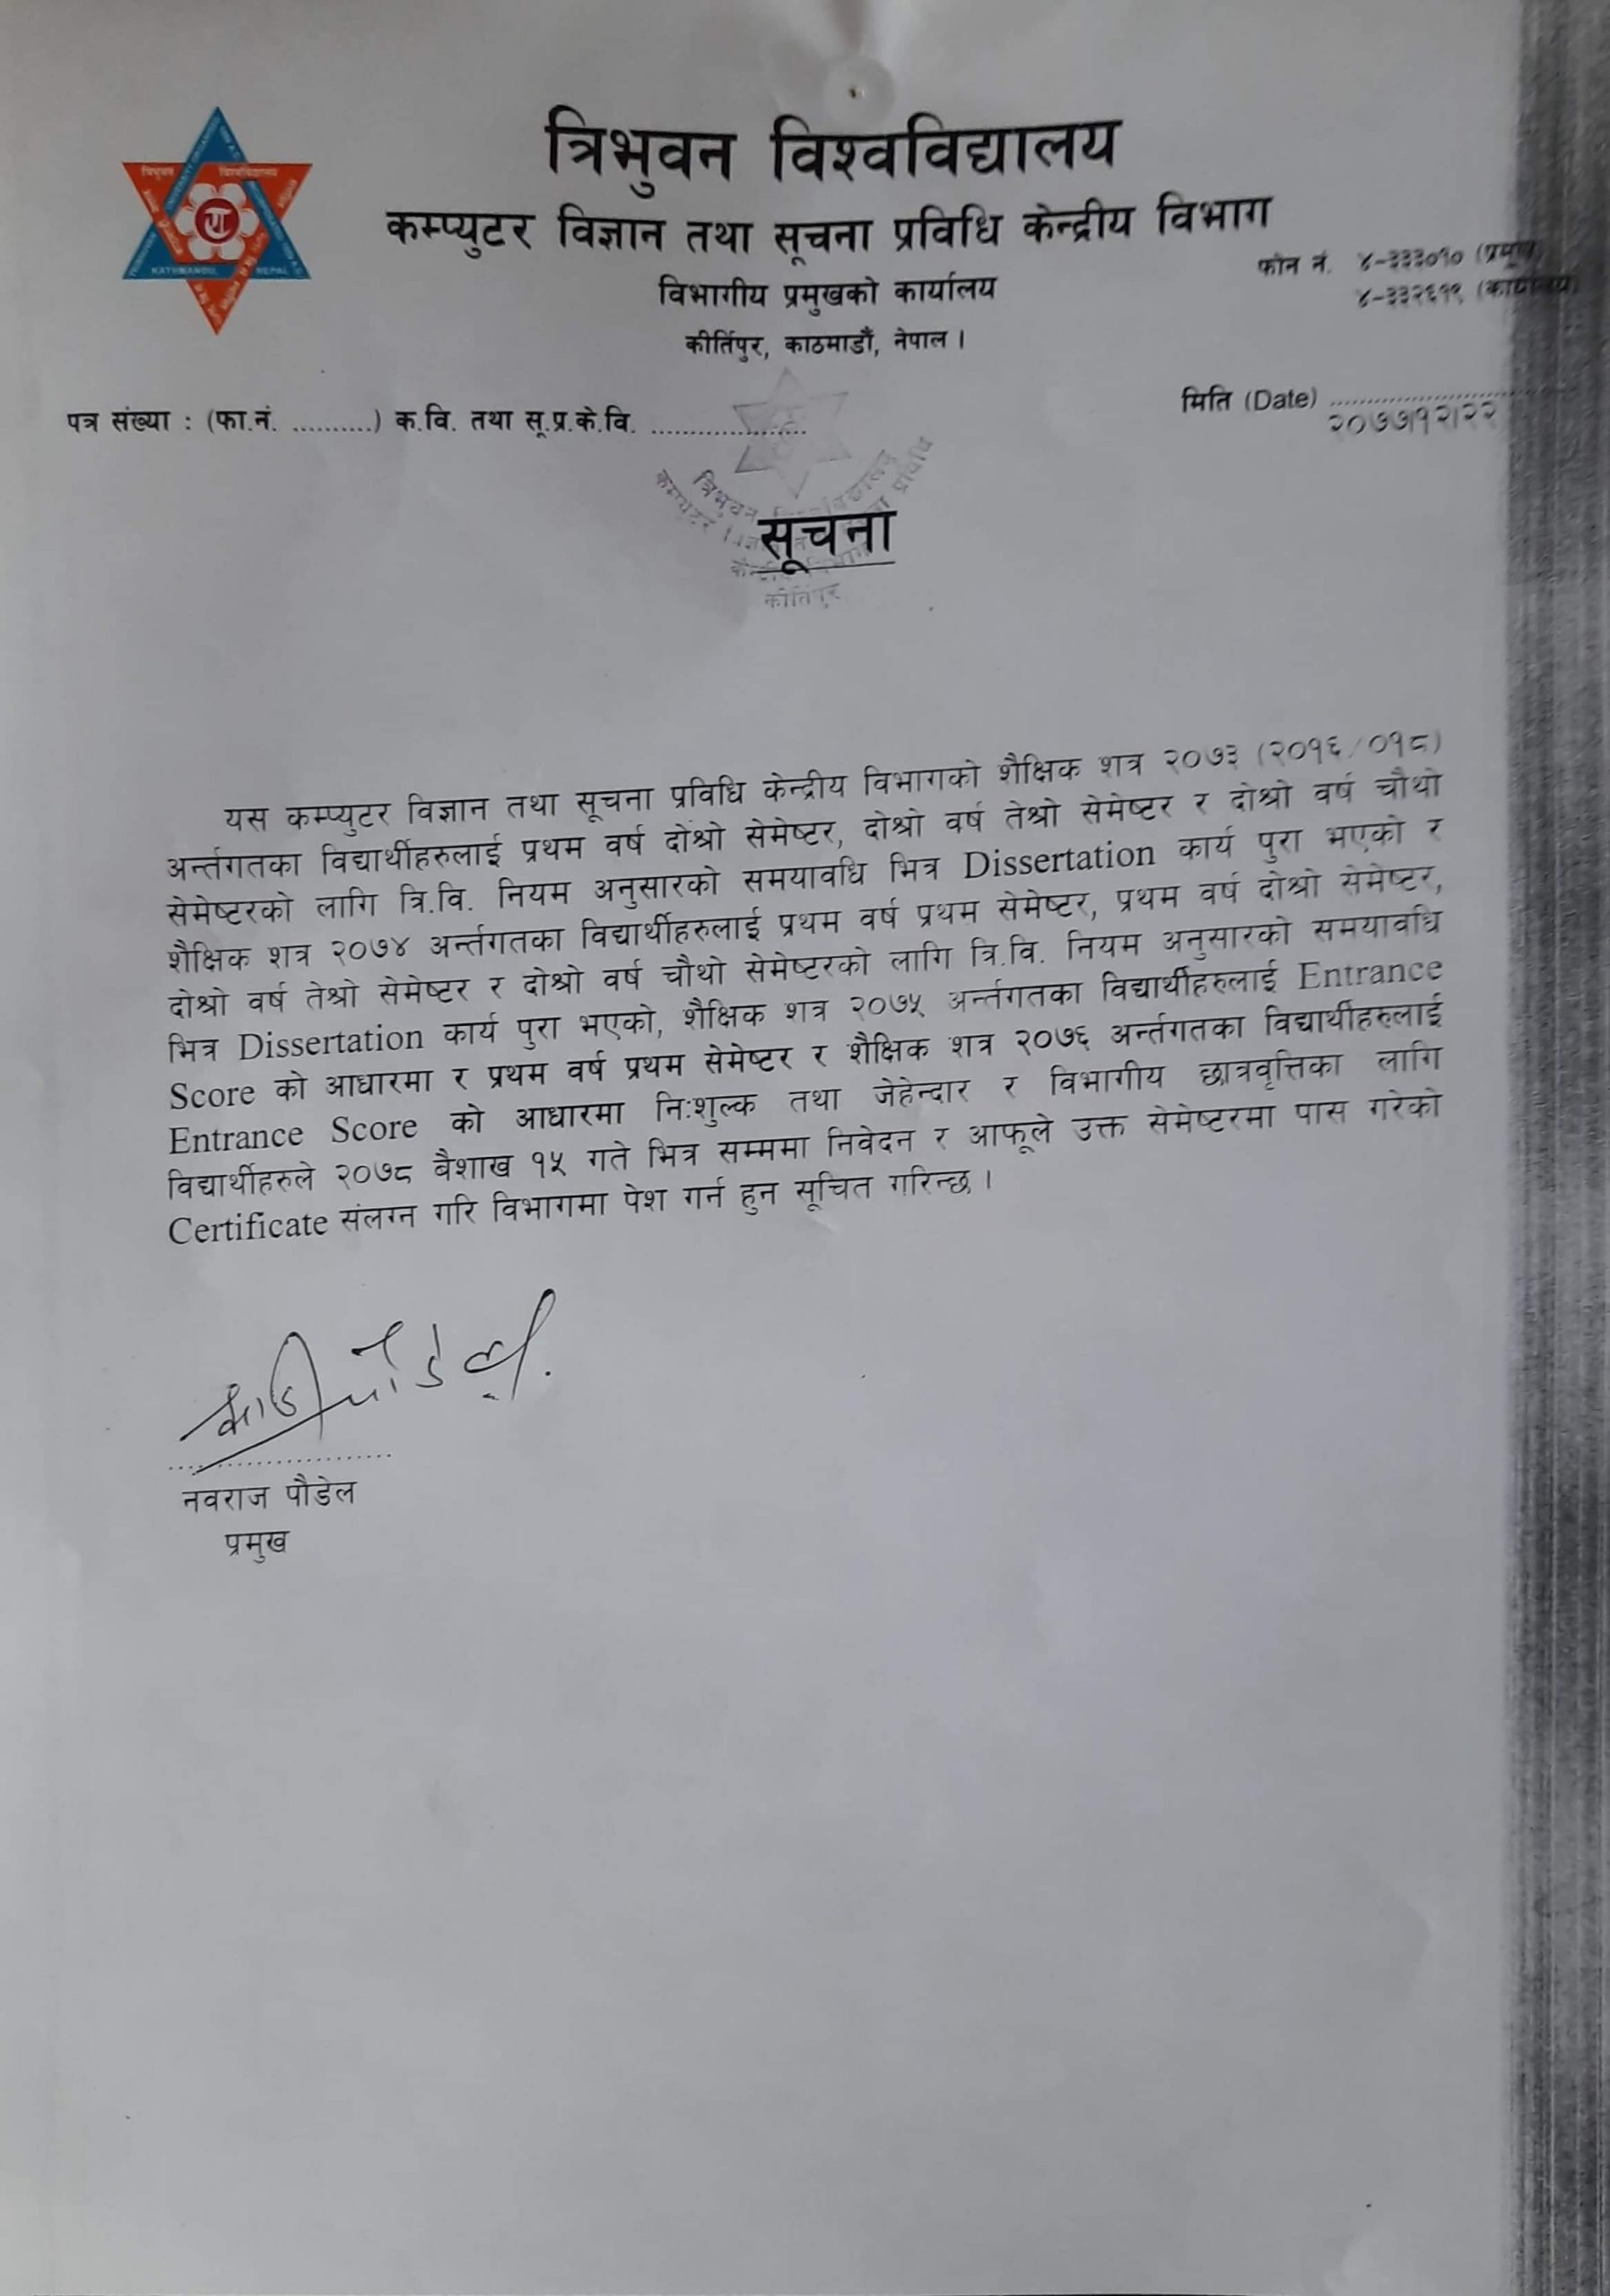 त्रिभुवन विश्वविद्यालय
कम्प्युटर विज्ञान तथा सूचना प्रविधि केन्द्रीय विभाग
विभागीय प्रमुखको कार्यालय
कीर्तिपुर, काठमाडौं, नेपाल ।
फोन नं. ४-३३३०१० (प्रमूख)
४-३३२६११ (कार्यालय)
पत्र संख्या : (फा.नं. ..........) क.वि. तथा सू.प्र.के.वि. ....................
मिति (Date) ........................
२०७७।१२।२२
त्रिभुवन विश्वविद्यालय
कम्प्युटर विज्ञान तथा सूचना प्रविधि
केन्द्रीय विभाग
कीर्तिपुर
सूचना
यस कम्प्युटर विज्ञान तथा सूचना प्रविधि केन्द्रीय विभागको शैक्षिक शत्र २०७३ (२०१६/०१८)
अर्न्तगतका विद्यार्थीहरुलाई प्रथम वर्ष दोश्रो सेमेष्टर, दोश्रो वर्ष तेश्रो सेमेष्टर र दोश्रो वर्ष चौथो
सेमेष्टरको लागि त्रि.वि. नियम अनुसारको समयावधि भित्र Dissertation कार्य पुरा भएको र
शैक्षिक शत्र २०७४ अर्न्तगतका विद्यार्थीहरुलाई प्रथम वर्ष प्रथम सेमेष्टर, प्रथम वर्ष दोश्रो सेमेष्टर,
दोश्रो वर्ष तेश्रो सेमेष्टर र दोश्रो वर्ष चौथो सेमेष्टरको लागि त्रि.वि. नियम अनुसारको समयावधि
भित्र Dissertation कार्य पुरा भएको, शैक्षिक शत्र २०७५ अर्न्तगतका विद्यार्थीहरुलाई Entrance
Score को आधारमा र प्रथम वर्ष प्रथम सेमेष्टर र शैक्षिक शत्र २०७६ अर्न्तगतका विद्यार्थीहरुलाई
Entrance Score को आधारमा नि:शुल्क तथा जेहेन्दार र विभागीय छात्रवृत्तिका लागि
विद्यार्थीहरुले २०७८ बैशाख १५ गते भित्र सम्ममा निवेदन र आफूले उक्त सेमेष्टरमा पास गरेको
Certificate संलग्न गरि विभागमा पेश गर्न हुन सूचित गरिन्छ ।
नवराज पौडेल
प्रमुख